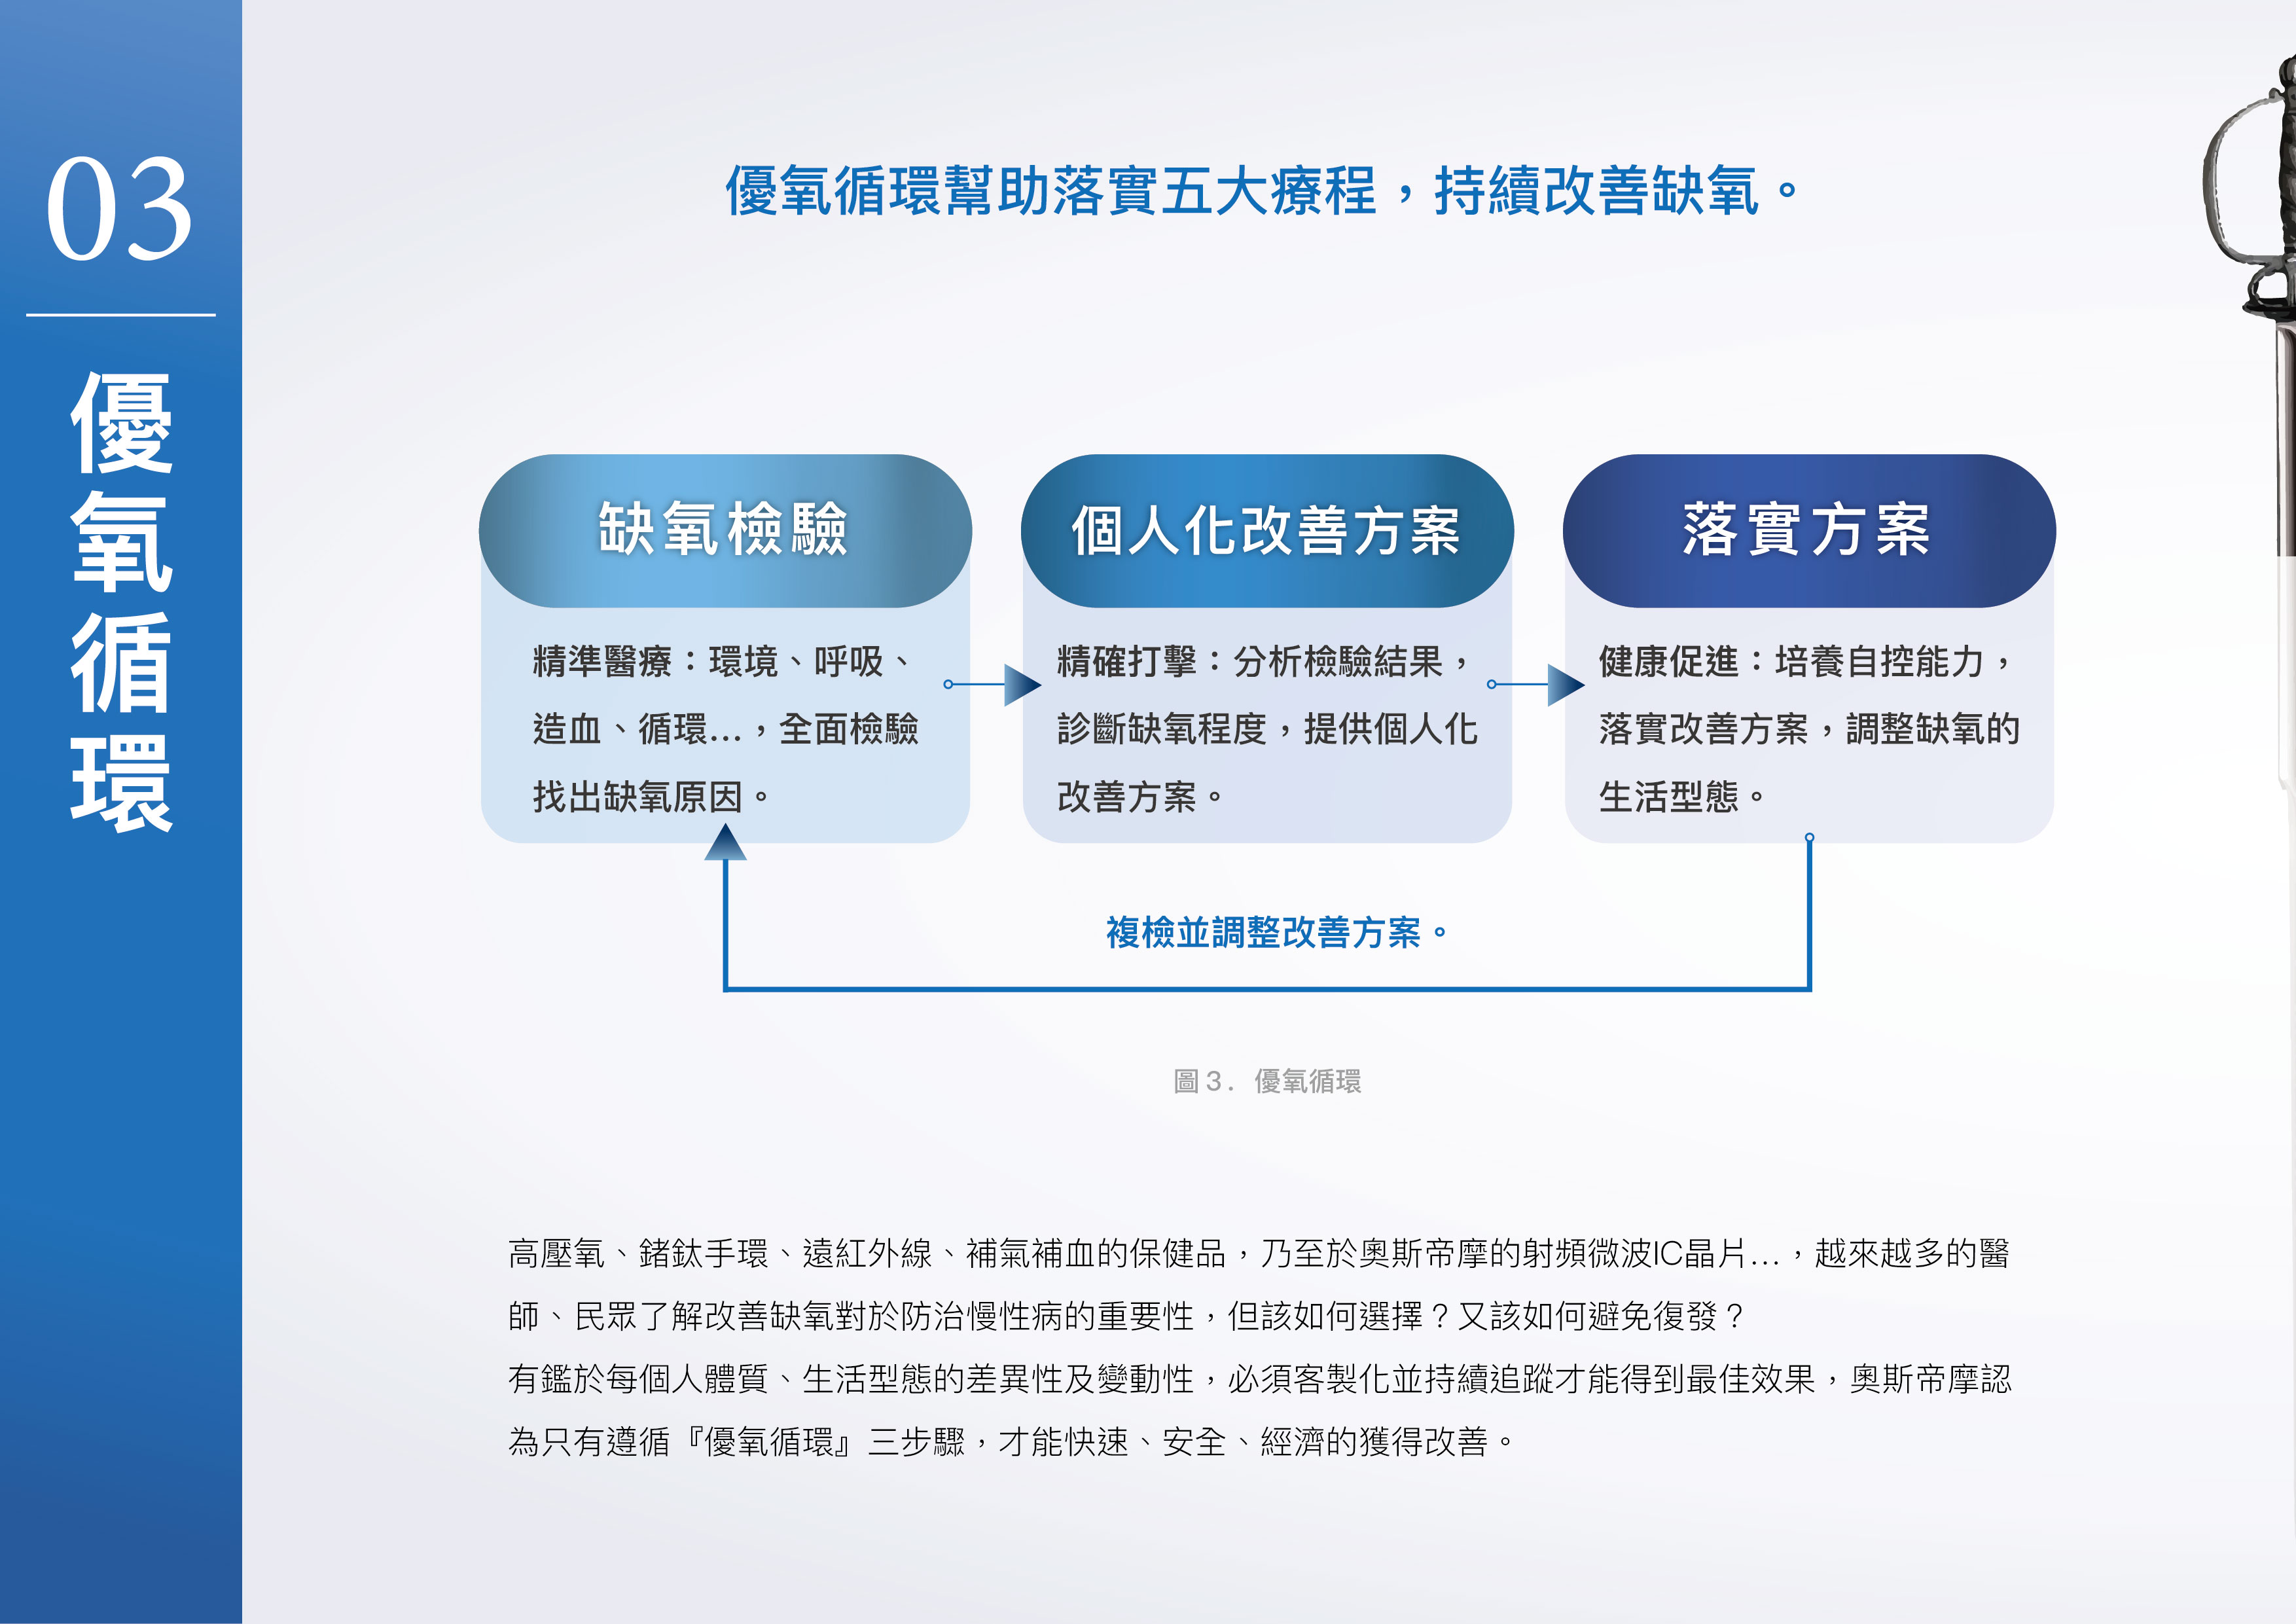 03
優氧循環
優氧循環幫助落實五大療程，持續改善缺氧。
缺氧檢驗
精準醫療：環境、呼吸、
造血、循環...，全面檢驗
找出缺氧原因。
個人化改善方案
精確打擊：分析檢驗結果，
診斷缺氧程度，提供個人化
改善方案。
落實方案
健康促進：培養自控能力，
落實改善方案，調整缺氧的
生活型態。
複檢並調整改善方案。
圖3. 優氧循環
高壓氧、鍺鈦手環、遠紅外線、補氣補血的保健品，乃至於奧斯帝摩的射頻微波IC晶片...，越來越多的醫
師、民眾了解改善缺氧對於防治慢性病的重要性，但該如何選擇？又該如何避免復發？
有鑑於每個人體質、生活型態的差異性及變動性，必須客製化並持續追蹤才能得到最佳效果，奧斯帝摩認
為只有遵循『優氧循環』三步驟，才能快速、安全、經濟的獲得改善。